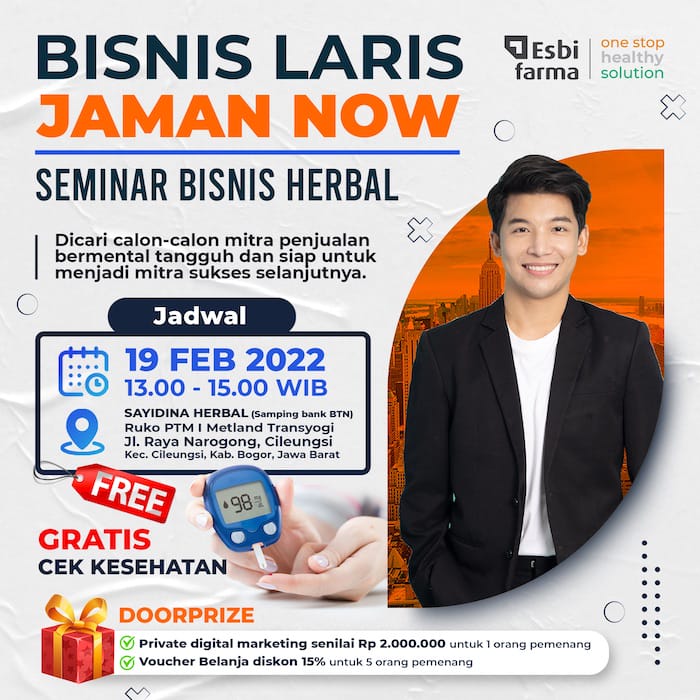 BISNIS LARIS
JAMAN NOW
SEMINAR BISNIS HERBAL
Esbi
farma
one stop
healthy
solution
Dicari calon-calon mitra penjualan
bermental tangguh dan siap untuk
menjadi mitra sukses selanjutnya.
Jadwal
19 FEB 2022
13.00 - 15.00 WIB
SAYIDINA HERBAL (Samping bank BTN)
Ruko PTM I Metland Transyogi
Jl. Raya Narogong, Cileungsi
Kec. Cileungsi, Kab. Bogor, Jawa Barat
FREE
98
GRATIS
CEK KESEHATAN
DOORPRIZE
Private digital marketing senilai Rp 2.000.000 untuk 1 orang pemenang
Voucher Belanja diskon 15% untuk 5 orang pemenang